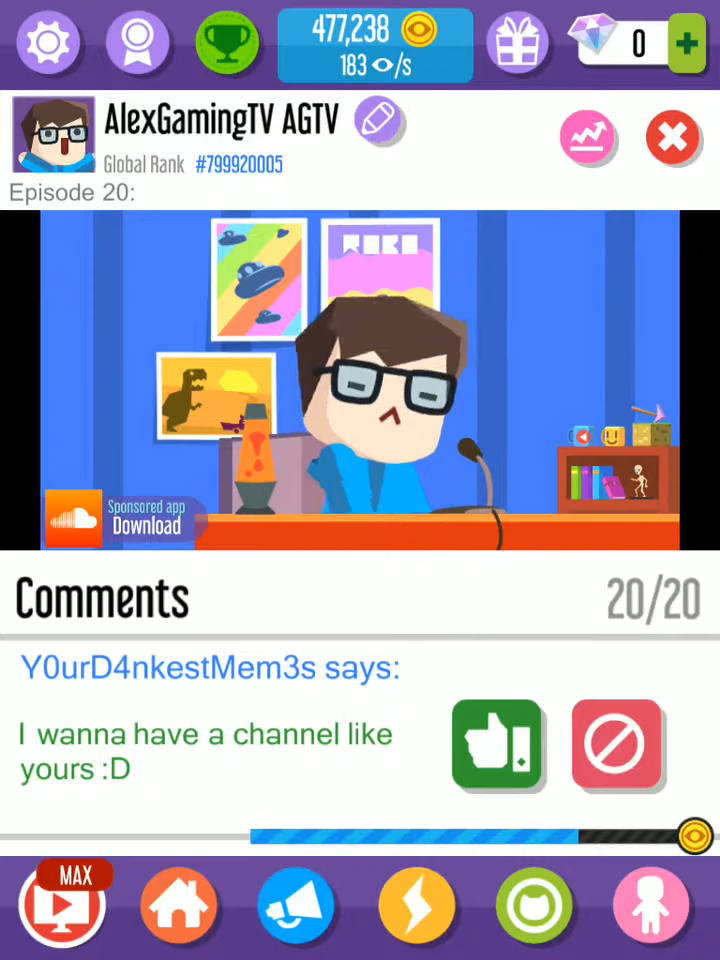 477,238
183 /s
0
AlexGamingTV AGTV
Global Rank #799920005
Episode 20:
Sponsored app
Download
Comments 20/20
Y0urD4nkestMem3s says:
I wanna have a channel like
yours :D
MAX